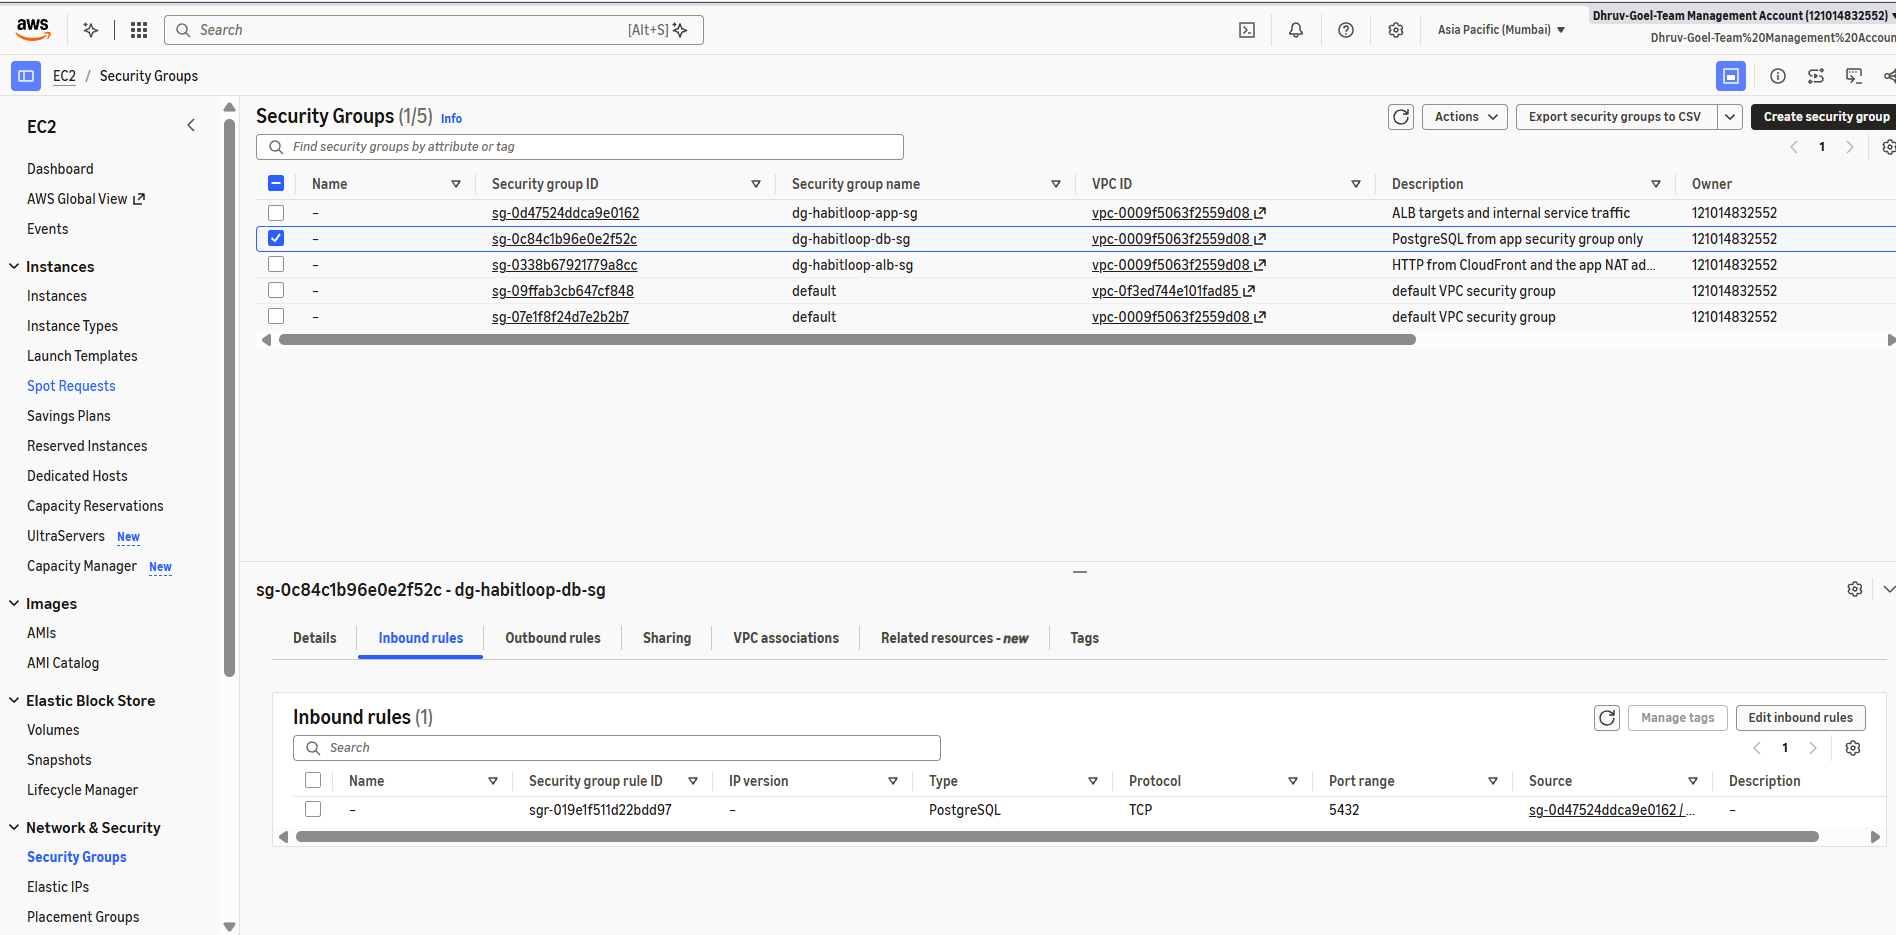 aws
Search
[Alt+S]
Asia Pacific (Mumbai)
Dhruv-Goel-Team Management Account (121014832552)
Dhruv-Goel-Team%20Management%20Accoun
EC2 / Security Groups
EC2
Dashboard
AWS Global View
Events
Instances
Instances
Instance Types
Launch Templates
Spot Requests
Savings Plans
Reserved Instances
Dedicated Hosts
Capacity Reservations
UltraServers New
Capacity Manager New
Images
AMIs
AMI Catalog
Elastic Block Store
Volumes
Snapshots
Lifecycle Manager
Network & Security
Security Groups
Elastic IPs
Placement Groups
Security Groups (1/5) Info
Actions
Export security groups to CSV
Create security group
Find security groups by attribute or tag
1
Name Security group ID Security group name VPC ID Description Owner
– sg-0d47524ddca9e0162 dg-habitloop-app-sg vpc-0009f5063f2559d08 ALB targets and internal service traffic 121014832552
– sg-0c84c1b96e0e2f52c dg-habitloop-db-sg vpc-0009f5063f2559d08 PostgreSQL from app security group only 121014832552
– sg-0338b67921779a8cc dg-habitloop-alb-sg vpc-0009f5063f2559d08 HTTP from CloudFront and the app NAT ad... 121014832552
– sg-09ffab3cb647cf848 default vpc-0f3ed744e101fad85 default VPC security group 121014832552
– sg-07e1f8f24d7e2b2b7 default vpc-0009f5063f2559d08 default VPC security group 121014832552
sg-0c84c1b96e0e2f52c - dg-habitloop-db-sg
Details Inbound rules Outbound rules Sharing VPC associations Related resources - new Tags
Inbound rules (1)
Manage tags
Edit inbound rules
Search
1
Name Security group rule ID IP version Type Protocol Port range Source Description
– sgr-019e1f511d22bdd97 – PostgreSQL TCP 5432 sg-0d47524ddca9e0162 / ... –